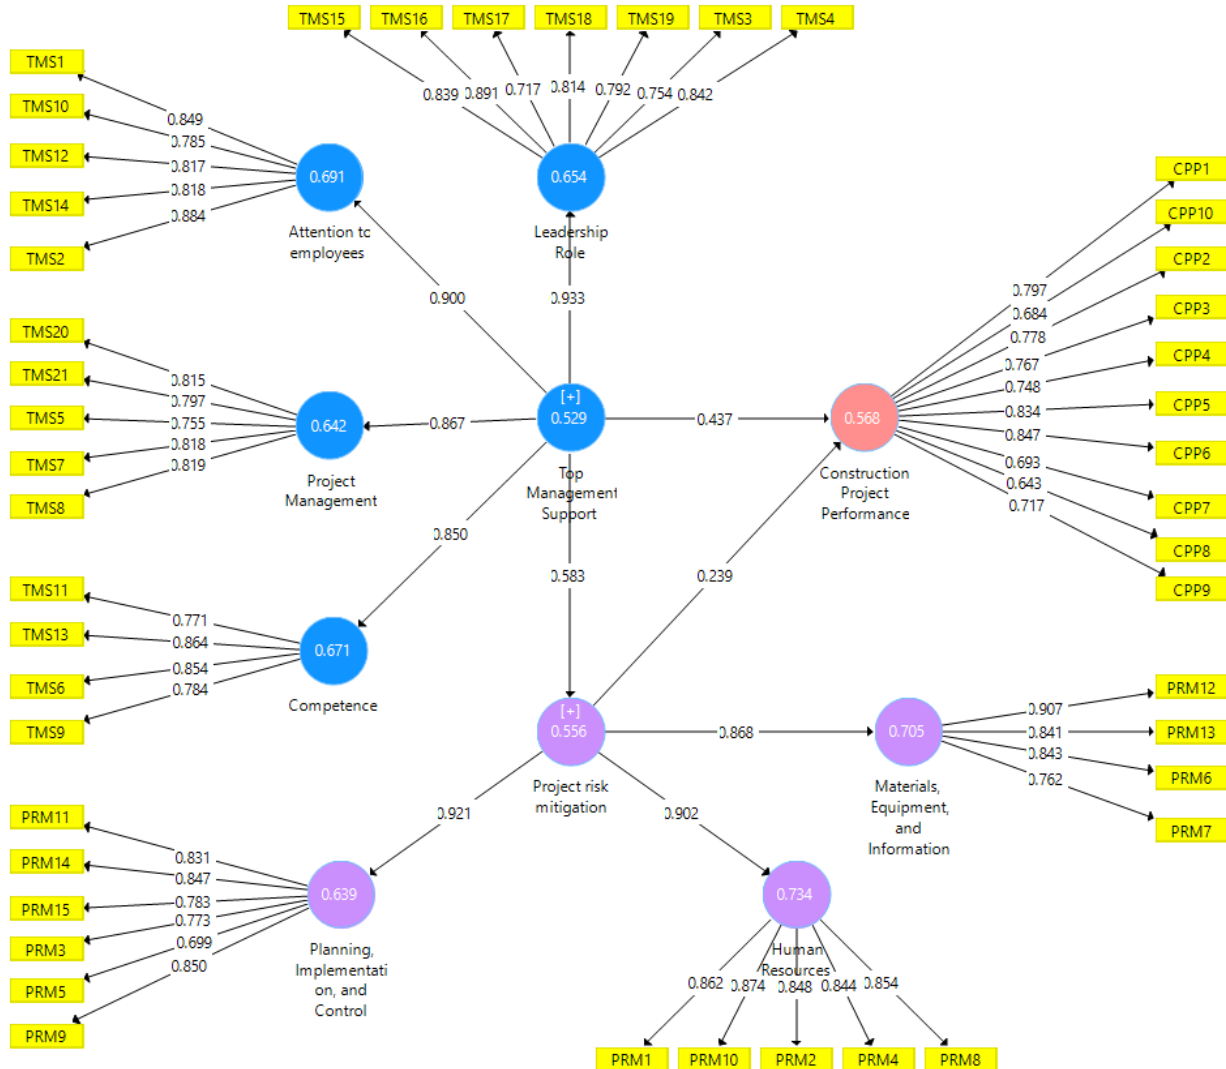 TMS15 TMS16 TMS17 TMS18 TMS19 TMS3 TMS4
0.839 0.891 0.717 0.814 0.792 0.754 0.842
TMS1
TMS10
TMS12
TMS14
TMS2
0.849
0.785
0.817
0.818
0.884
0.691
Attention to
employees
0.654
Leadership
Role
0.900
0.933
TMS20
TMS21
TMS5
TMS7
TMS8
0.815
0.797
0.755
0.818
0.819
0.642
Project
Management
0.867
[+]
0.529
Top
Management
Support
0.437
0.568
Construction
Project
Performance
0.797
0.684
0.778
0.767
0.748
0.834
0.847
0.693
0.643
0.717
CPP1
CPP10
CPP2
CPP3
CPP4
CPP5
CPP6
CPP7
CPP8
CPP9
0.850
0.583
0.239
TMS11
TMS13
TMS6
TMS9
0.771
0.864
0.854
0.784
0.671
Competence
[+]
0.556
Project risk
mitigation
0.868
0.705
Materials,
Equipment,
and
Information
0.907
0.841
0.843
0.762
PRM12
PRM13
PRM6
PRM7
0.921
0.902
PRM11
PRM14
PRM15
PRM3
PRM5
PRM9
0.831
0.847
0.783
0.773
0.699
0.850
0.639
Planning,
Implementati
on, and
Control
0.734
Human
Resources
0.862 0.874 0.848 0.844 0.854
PRM1 PRM10 PRM2 PRM4 PRM8